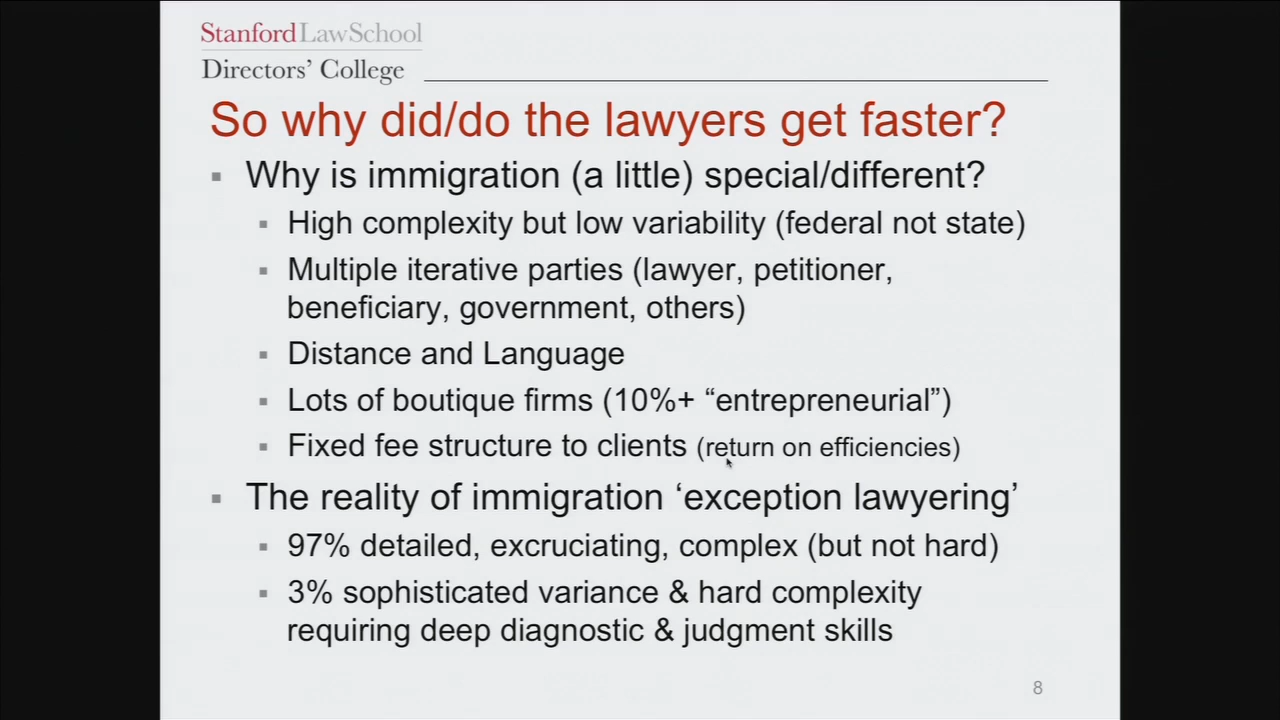 Stanford LawSchool
Directors’ College
So why did/do the lawyers get faster?
▪ Why is immigration (a little) special/different?
▪ High complexity but low variability (federal not state)
▪ Multiple iterative parties (lawyer, petitioner,
beneficiary, government, others)
▪ Distance and Language
▪ Lots of boutique firms (10%+ “entrepreneurial”)
▪ Fixed fee structure to clients (return on efficiencies)
▪ The reality of immigration ‘exception lawyering’
▪ 97% detailed, excruciating, complex (but not hard)
▪ 3% sophisticated variance & hard complexity
requiring deep diagnostic & judgment skills
8